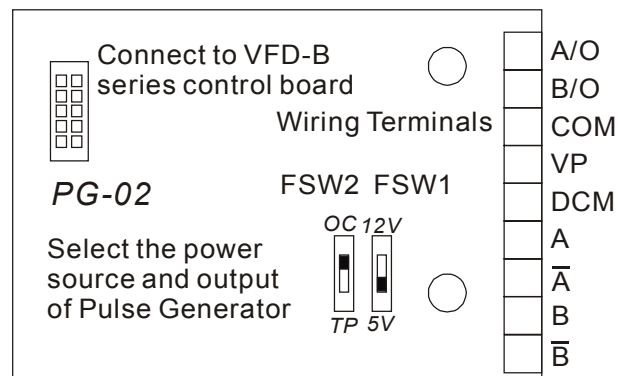 Connect to VFD-B
series control board
Wiring Terminals
PG-02
FSW2 FSW1
OC 12V
Select the power
source and output
of Pulse Generator
TP 5V
A/O
B/O
COM
VP
DCM
A
A̅
B
B̅